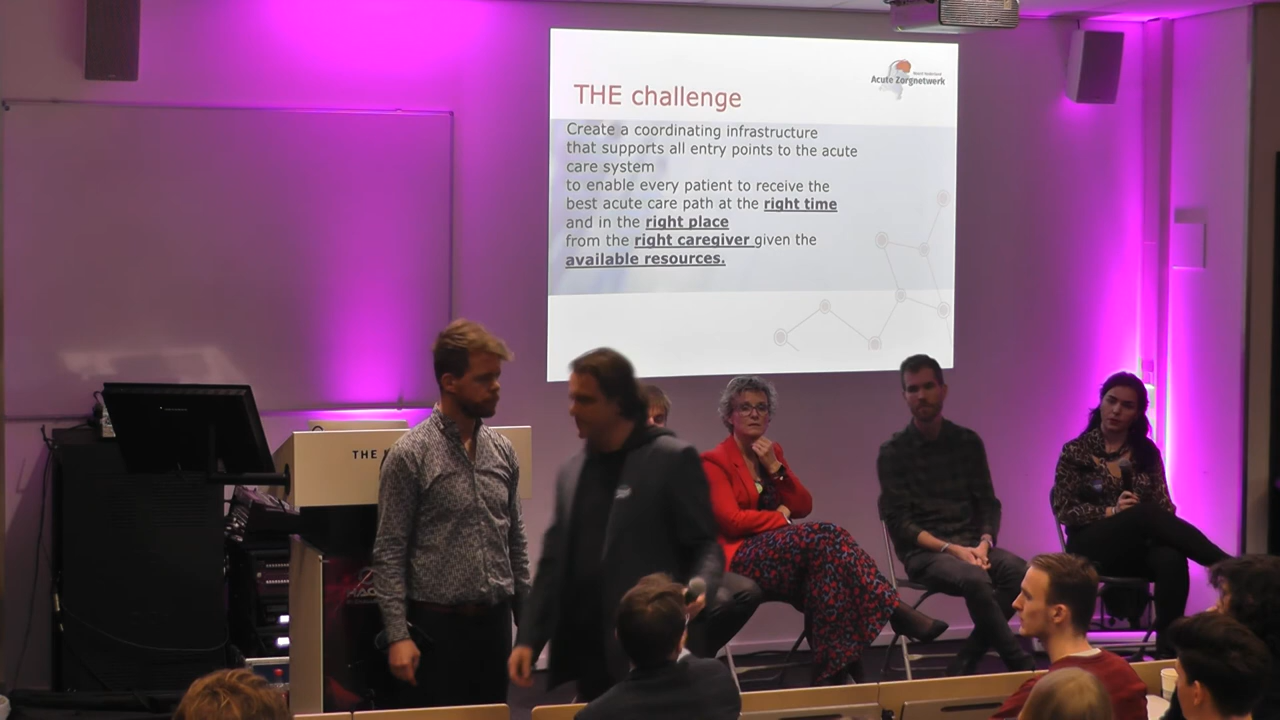 Acute Zorgnetwerk
THE challenge
Create a coordinating infrastructure
that supports all entry points to the acute
care system
to enable every patient to receive the
best acute care path at the right time
and in the right place
from the right caregiver given the
available resources.
THE